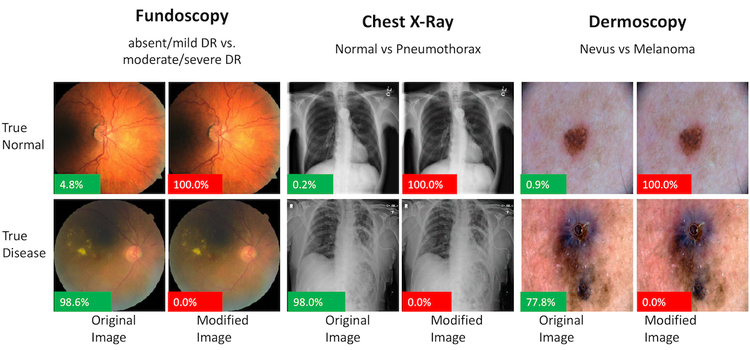 Fundoscopy
absent/mild DR vs.
moderate/severe DR
Chest X-Ray
Normal vs Pneumothorax
Dermoscopy
Nevus vs Melanoma
True
Normal
4.8%
100.0%
0.2%
100.0%
0.9%
100.0%
True
Disease
98.6%
0.0%
98.0%
0.0%
77.8%
0.0%
Original
Image
Modified
Image
Original
Image
Modified
Image
Original
Image
Modified
Image